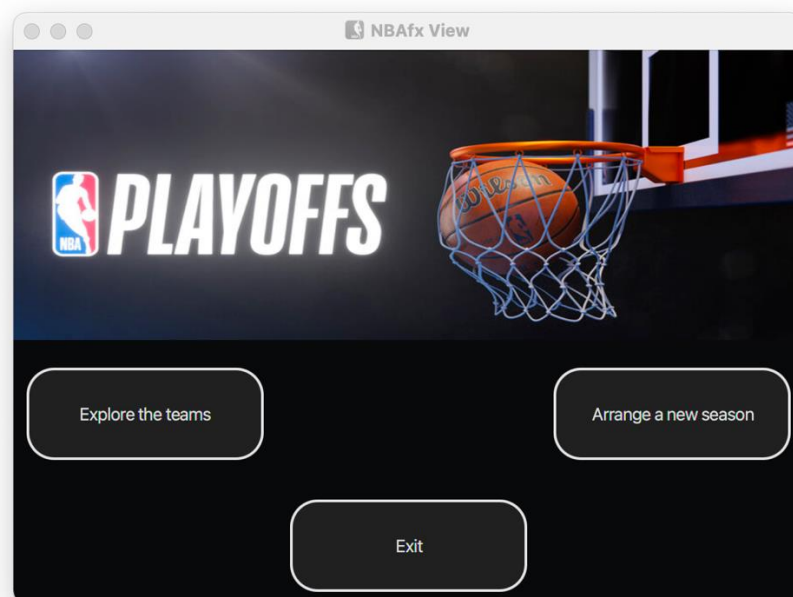 NBAfx View
NBA PLAYOFFS
Wilson
Explore the teams
Arrange a new season
Exit